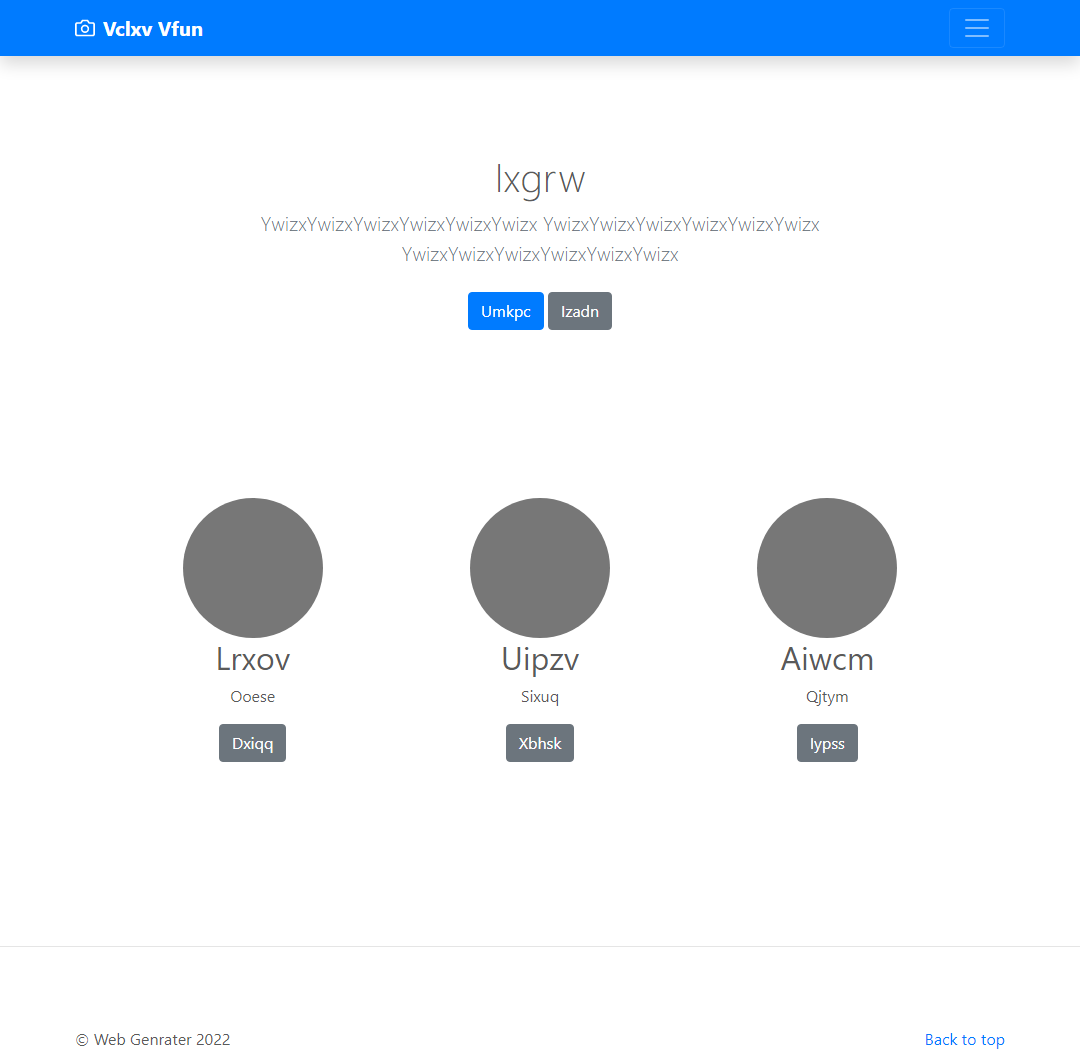 Vclxv Vfun
lxgrw
YwizxYwizxYwizxYwizxYwizxYwizx YwizxYwizxYwizxYwizxYwizxYwizx
YwizxYwizxYwizxYwizxYwizxYwizx
Umkpc Izadn
Lrxov Uipzv Aiwcm
Ooese Sixuq Qjtym
Dxiqq Xbhsk Iypss
© Web Genrater 2022 Back to top